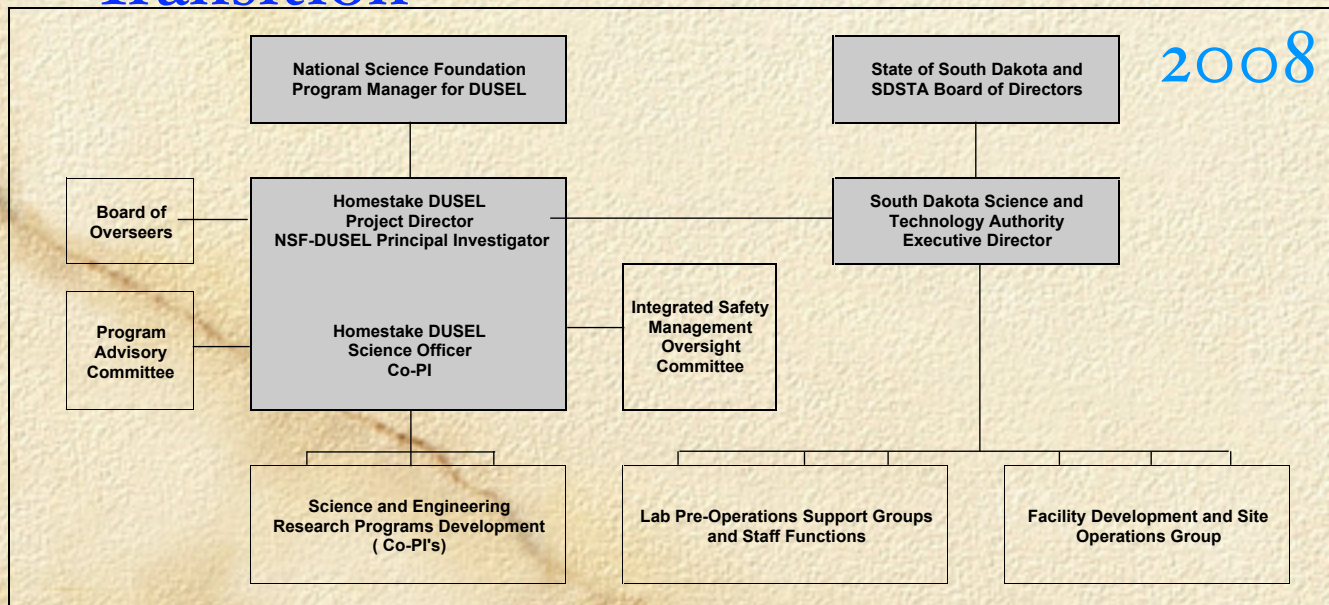 Transition
2008
National Science Foundation
Program Manager for DUSEL
State of South Dakota and
SDSTA Board of Directors
Board of
Overseers
Homestake DUSEL
Project Director
NSF-DUSEL Principal Investigator
South Dakota Science and
Technology Authority
Executive Director
Program
Advisory
Committee
Homestake DUSEL
Science Officer
Co-PI
Integrated Safety
Management
Oversight
Committee
Science and Engineering
Research Programs Development
( Co-PI's)
Lab Pre-Operations Support Groups
and Staff Functions
Facility Development and Site
Operations Group